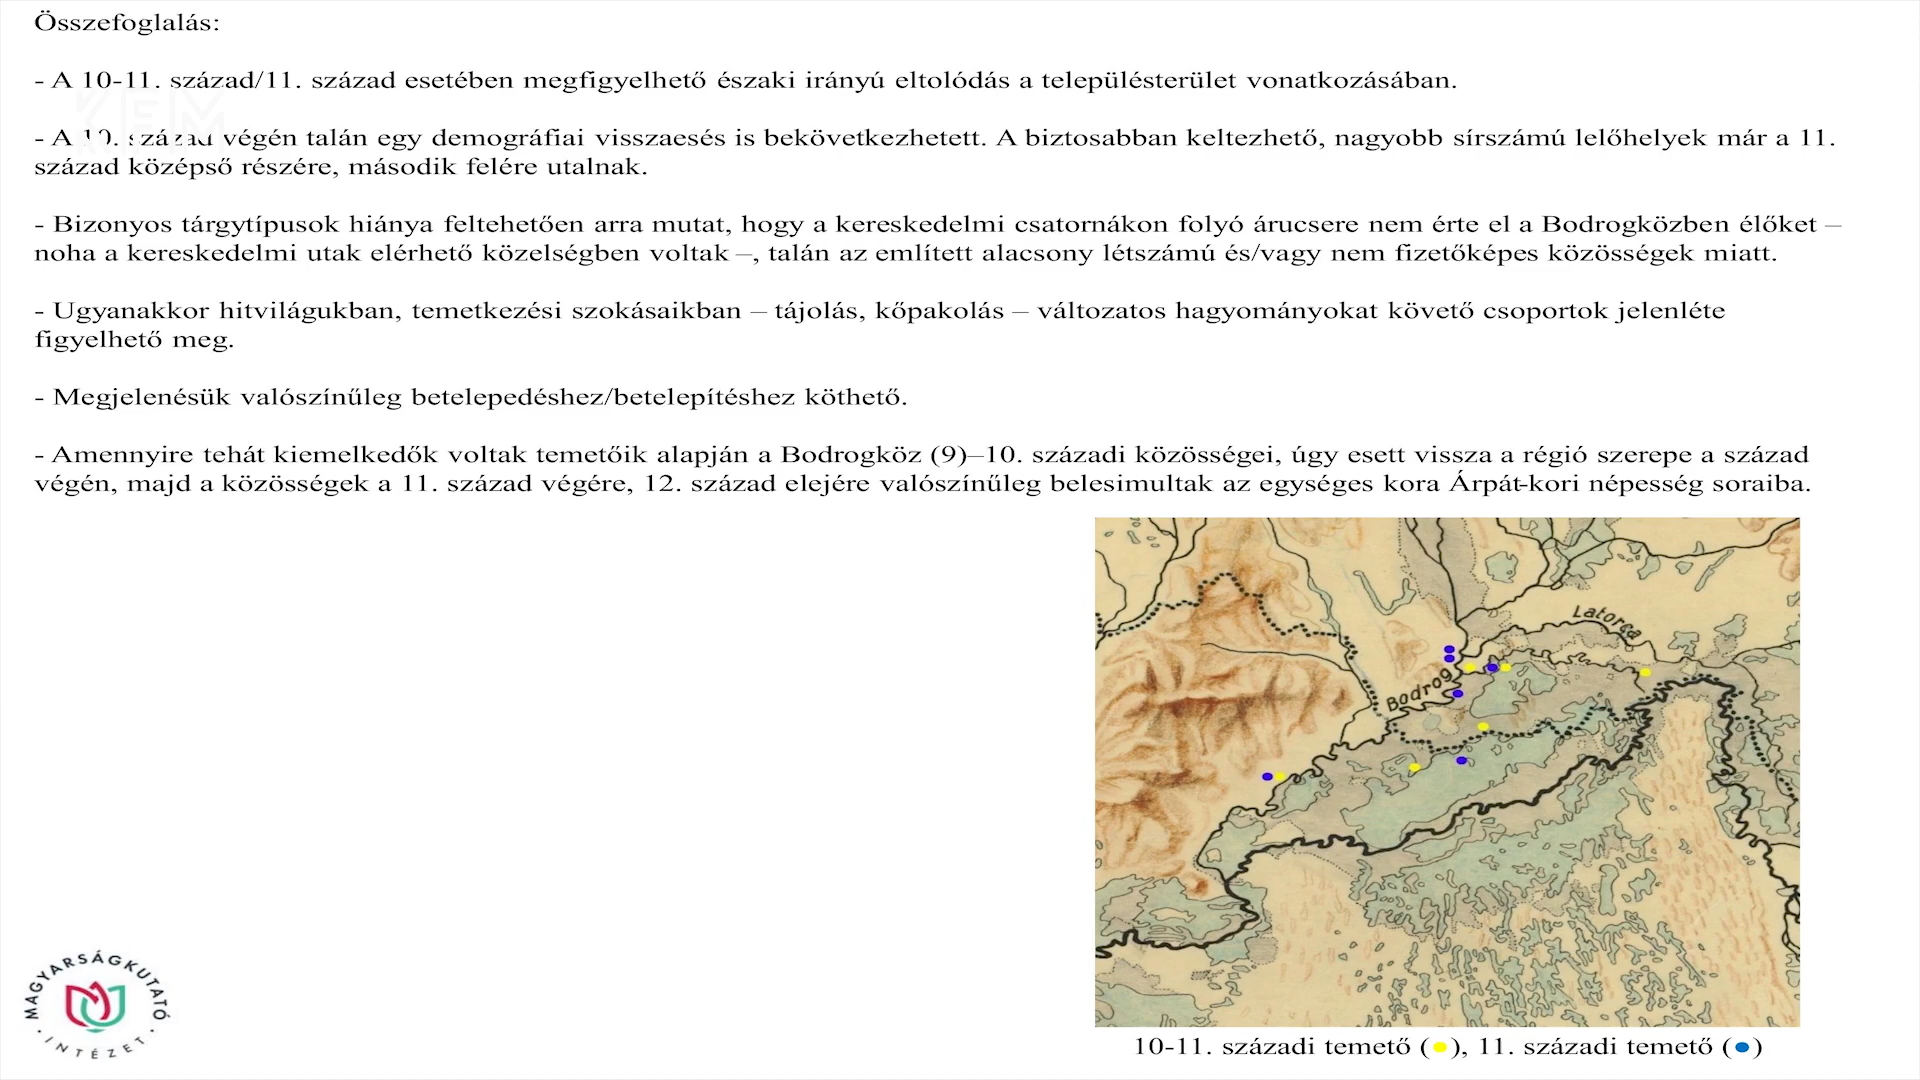 Összefoglalás:
- A 10-11. század/11. század esetében megfigyelhető északi irányú eltolódás a településterület vonatkozásában.
KEM
- A 10. század végén talán egy demográfiai visszaesés is bekövetkezhetett. A biztosabban keltezhető, nagyobb sírszámú lelőhelyek már a 11.
század középső részére, második felére utalnak.
- Bizonyos tárgytípusok hiánya feltehetően arra mutat, hogy a kereskedelmi csatornákon folyó árucsere nem érte el a Bodrogközben élőket –
noha a kereskedelmi utak elérhető közelségben voltak –, talán az említett alacsony létszámú és/vagy nem fizetőképes közösségek miatt.
- Ugyanakkor hitvilágukban, temetkezési szokásaikban – tájolás, kőpakolás – változatos hagyományokat követő csoportok jelenléte
figyelhető meg.
- Megjelenésük valószínűleg betelepedéshez/betelepítéshez köthető.
- Amennyire tehát kiemelkedők voltak temetőik alapján a Bodrogköz (9)–10. századi közösségei, úgy esett vissza a régió szerepe a század
végén, majd a közösségek a 11. század végére, 12. század elejére valószínűleg belesimultak az egységes kora Árpát-kori népesség soraiba.
Latorca
Bodrog
MAGYARSÁGKUTATÓ
INTÉZET
10-11. századi temető ( ), 11. századi temető ( )